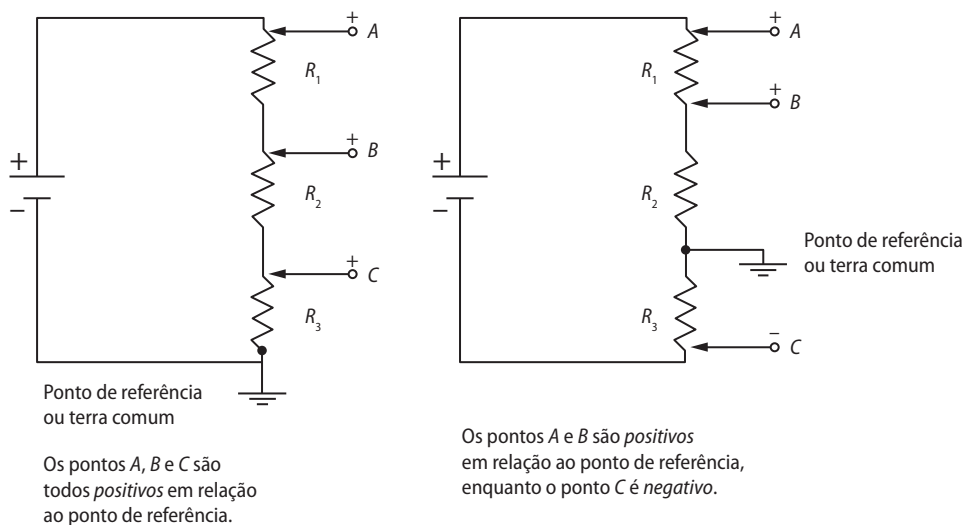 +
A
R1
+
B
+
−
R2
+
C
R3
Ponto de referência
ou terra comum
Os pontos A, B e C são
todos positivos em relação
ao ponto de referência.
+
A
R1
+
B
+
−
R2
Ponto de referência
ou terra comum
R3
−
C
Os pontos A e B são positivos
em relação ao ponto de referência,
enquanto o ponto C é negativo.